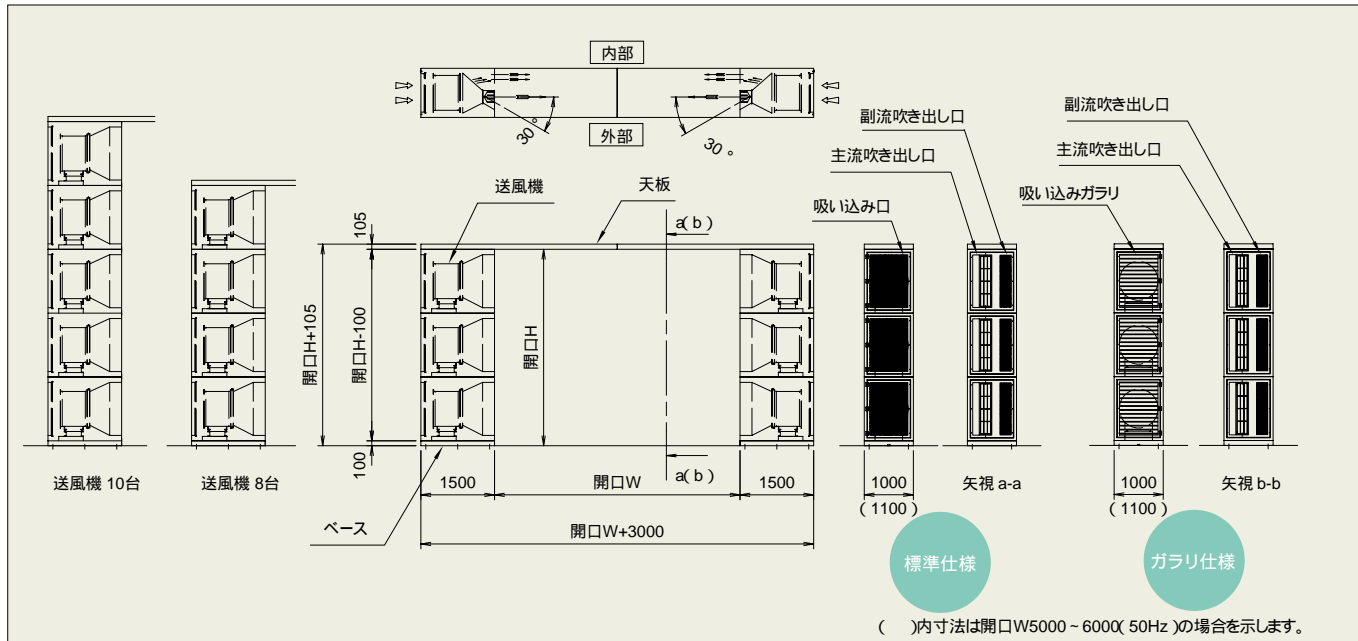 内部
30°
30°
外部
副流吹き出し口
主流吹き出し口
吸い込み口
副流吹き出し口
主流吹き出し口
吸い込みガラリ
送風機
天板
a(b)
105
開口H+105
開口H-100
開口H
100
a(b)
送風機 10台
送風機 8台
1500
開口W
1500
ベース
開口W+3000
1000
(1100)
矢視 a-a
1000
(1100)
矢視 b-b
標準仕様
ガラリ仕様
( )内寸法は開口W5000~6000(50Hz)の場合を示します。